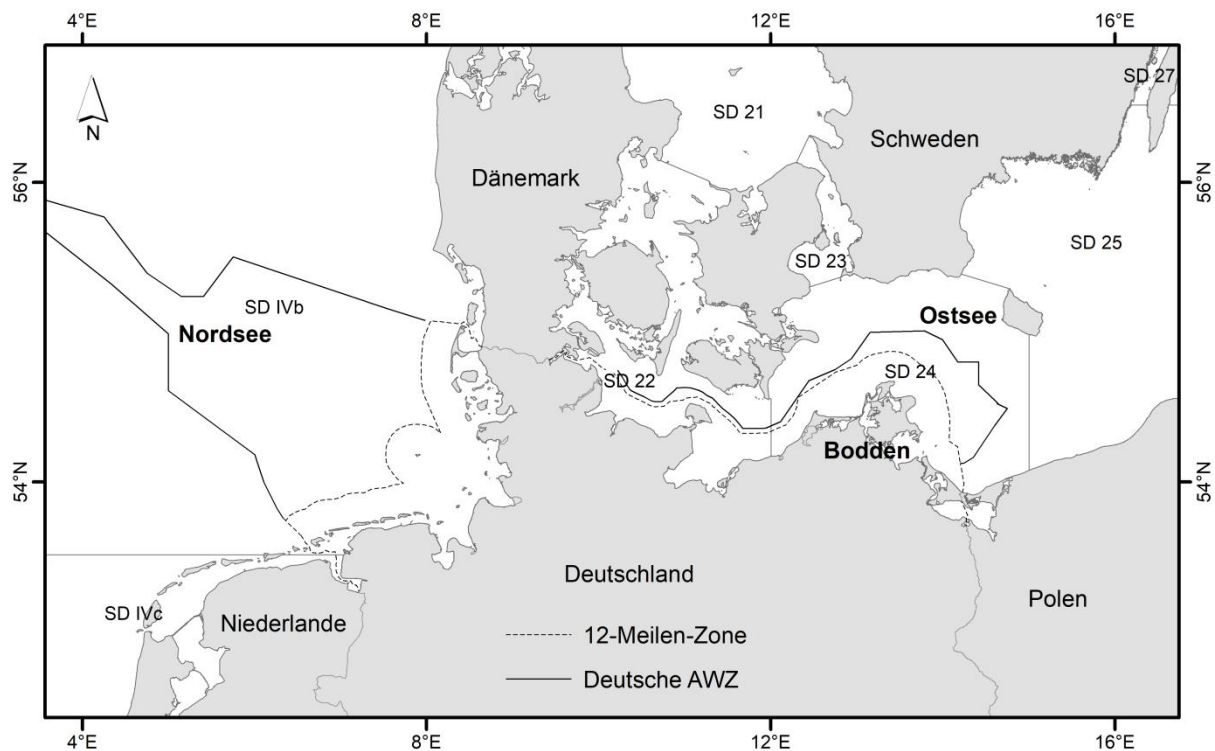 4°E 8°E 12°E 16°E
SD 27
N
SD 21
Schweden
Dänemark
56°N 56°N
SD 25
SD 23
SD IVb
Nordsee
Ostsee
SD 22
SD 24
Bodden
54°N 54°N
Deutschland
Polen
SD IVc
Niederlande
12-Meilen-Zone
Deutsche AWZ
4°E 8°E 12°E 16°E